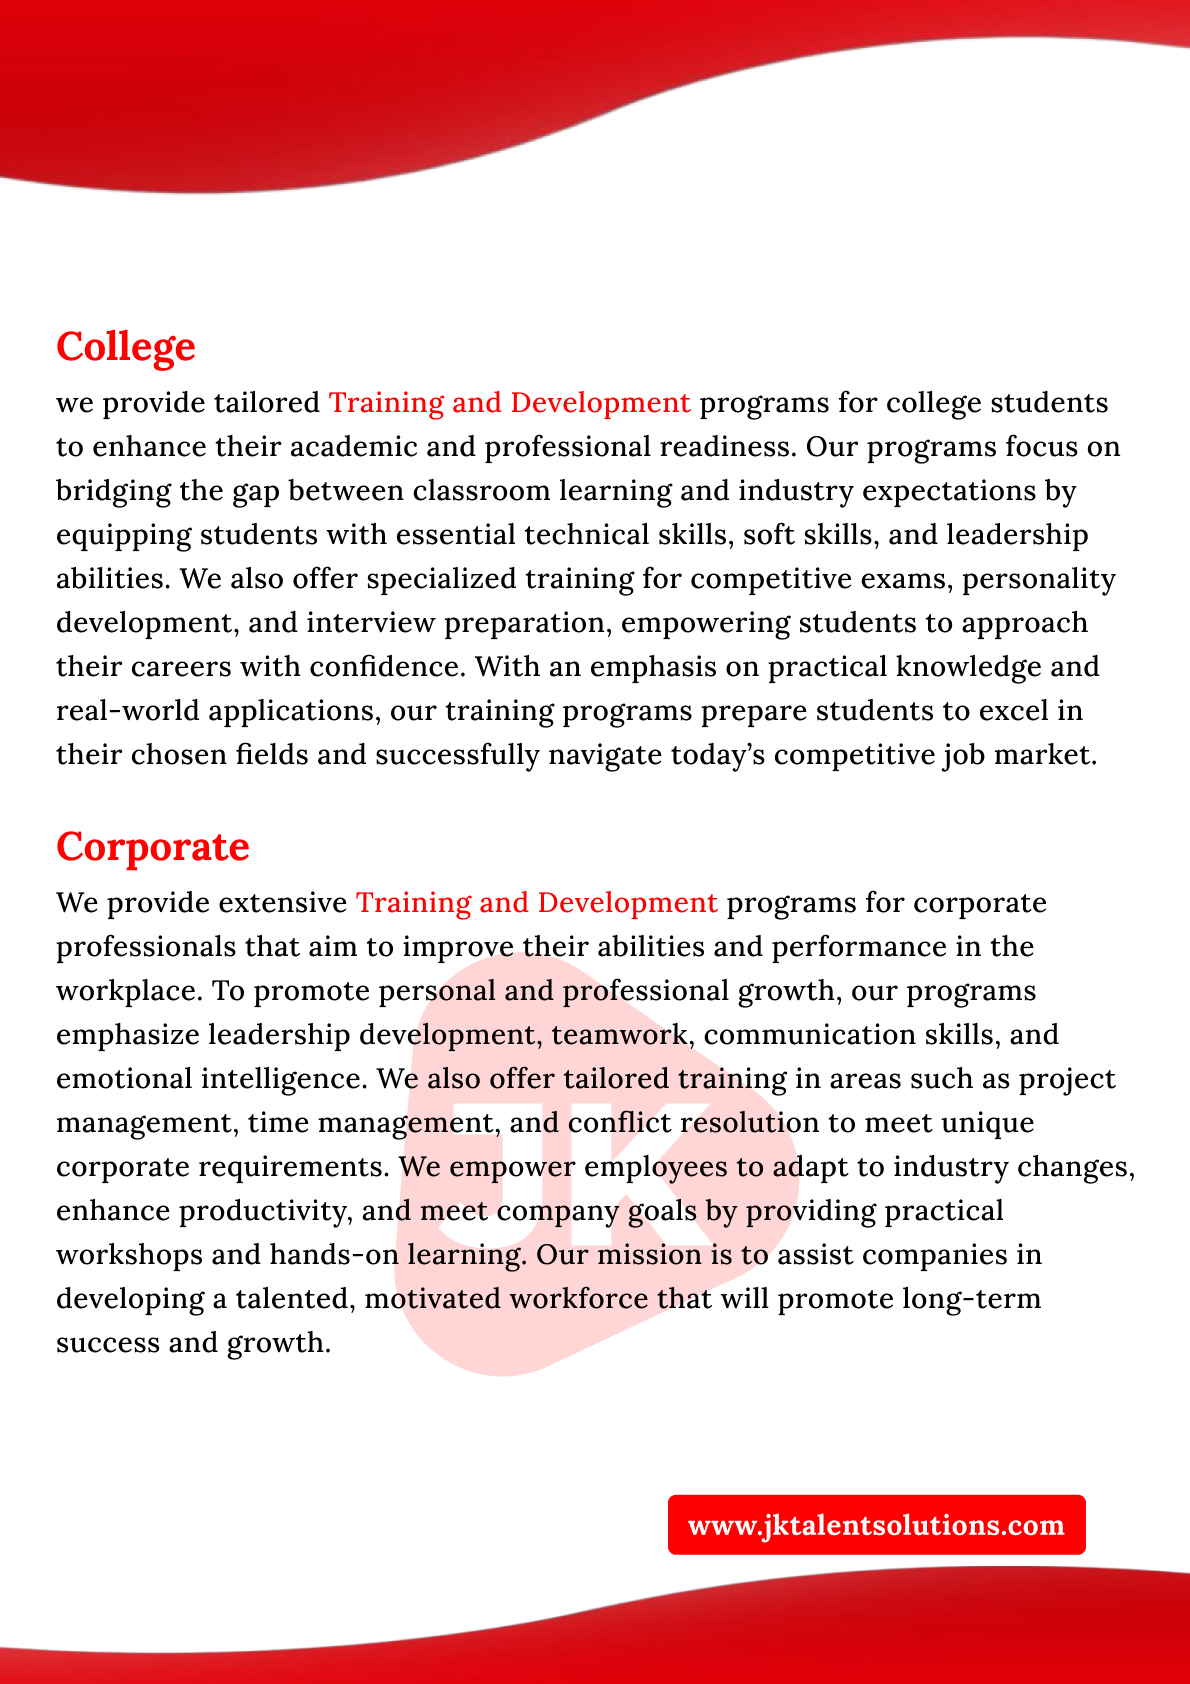 College
we provide tailored Training and Development programs for college students
to enhance their academic and professional readiness. Our programs focus on
bridging the gap between classroom learning and industry expectations by
equipping students with essential technical skills, soft skills, and leadership
abilities. We also offer specialized training for competitive exams, personality
development, and interview preparation, empowering students to approach
their careers with confidence. With an emphasis on practical knowledge and
real-world applications, our training programs prepare students to excel in
their chosen fields and successfully navigate today’s competitive job market.
Corporate
We provide extensive Training and Development programs for corporate
professionals that aim to improve their abilities and performance in the
workplace. To promote personal and professional growth, our programs
emphasize leadership development, teamwork, communication skills, and
emotional intelligence. We also offer tailored training in areas such as project
management, time management, and conflict resolution to meet unique
corporate requirements. We empower employees to adapt to industry changes,
enhance productivity, and meet company goals by providing practical
workshops and hands-on learning. Our mission is to assist companies in
developing a talented, motivated workforce that will promote long-term
success and growth.
JK
www.jktalentsolutions.com